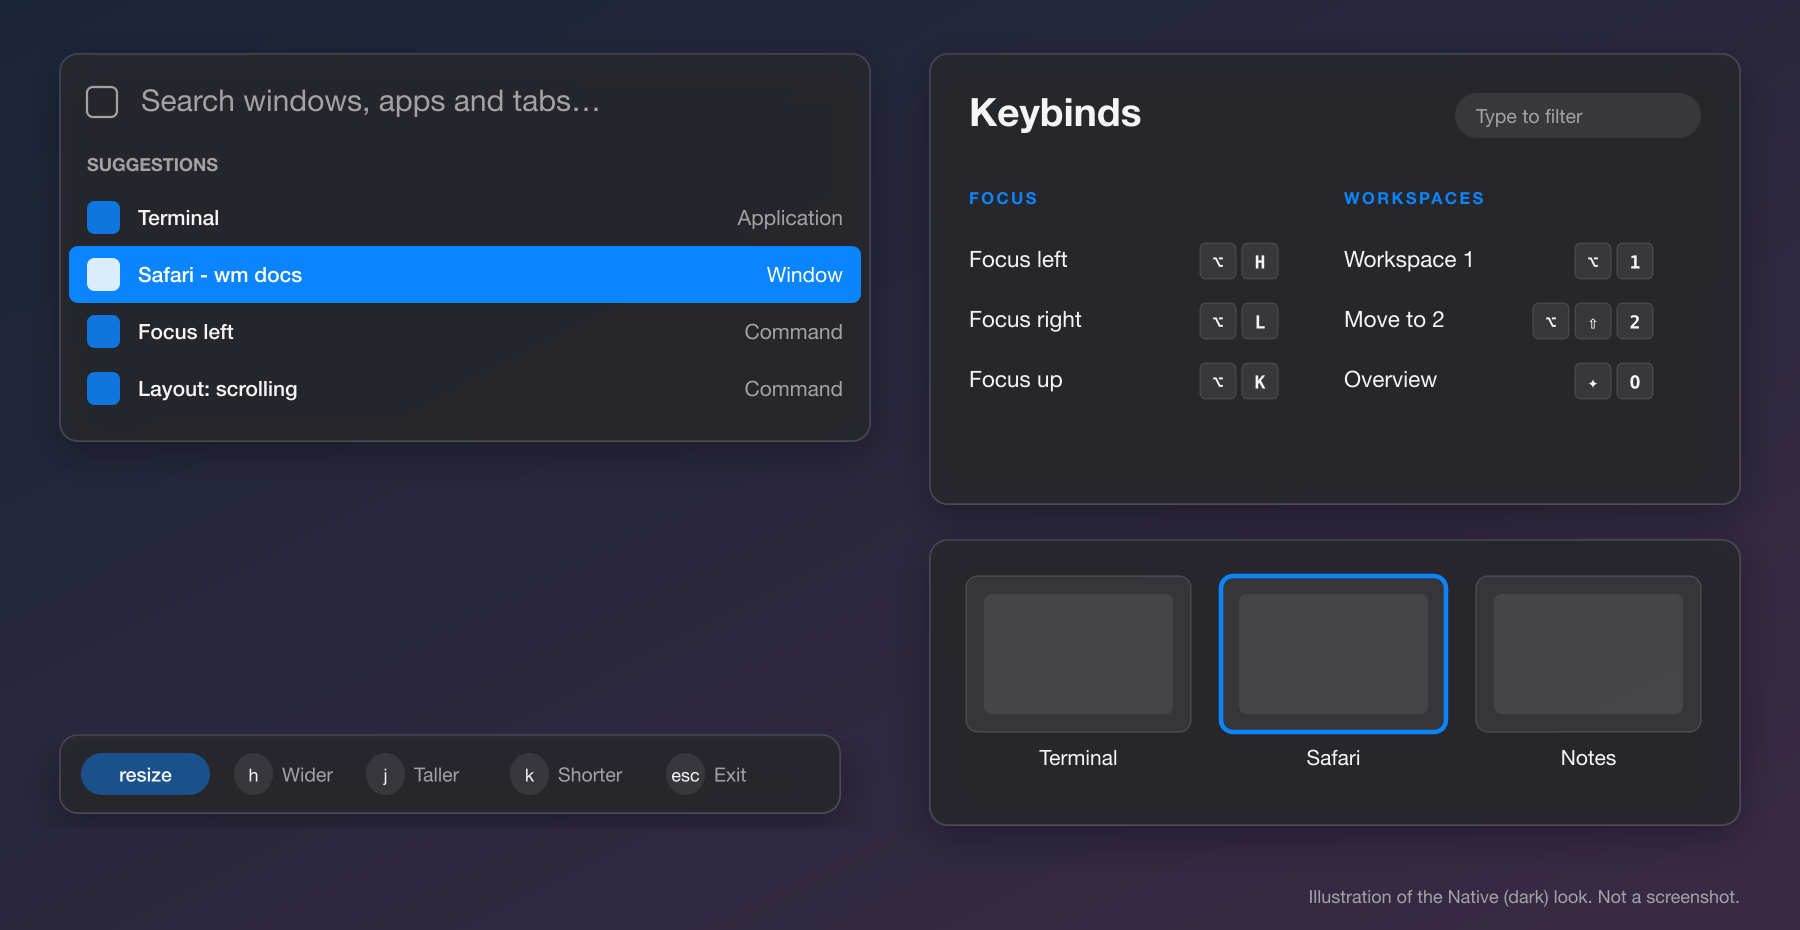 Search windows, apps and tabs...
SUGGESTIONS
Terminal Application
Safari - wm docs Window
Focus left Command
Layout: scrolling Command
resize h Wider j Taller k Shorter esc Exit
Keybinds
Type to filter
FOCUS
Focus left ⌥ H
Focus right ⌥ L
Focus up ⌥ K
WORKSPACES
Workspace 1 ⌥ 1
Move to 2 ⌥ ⇧ 2
Overview ✦ O
Terminal Safari Notes
Illustration of the Native (dark) look. Not a screenshot.